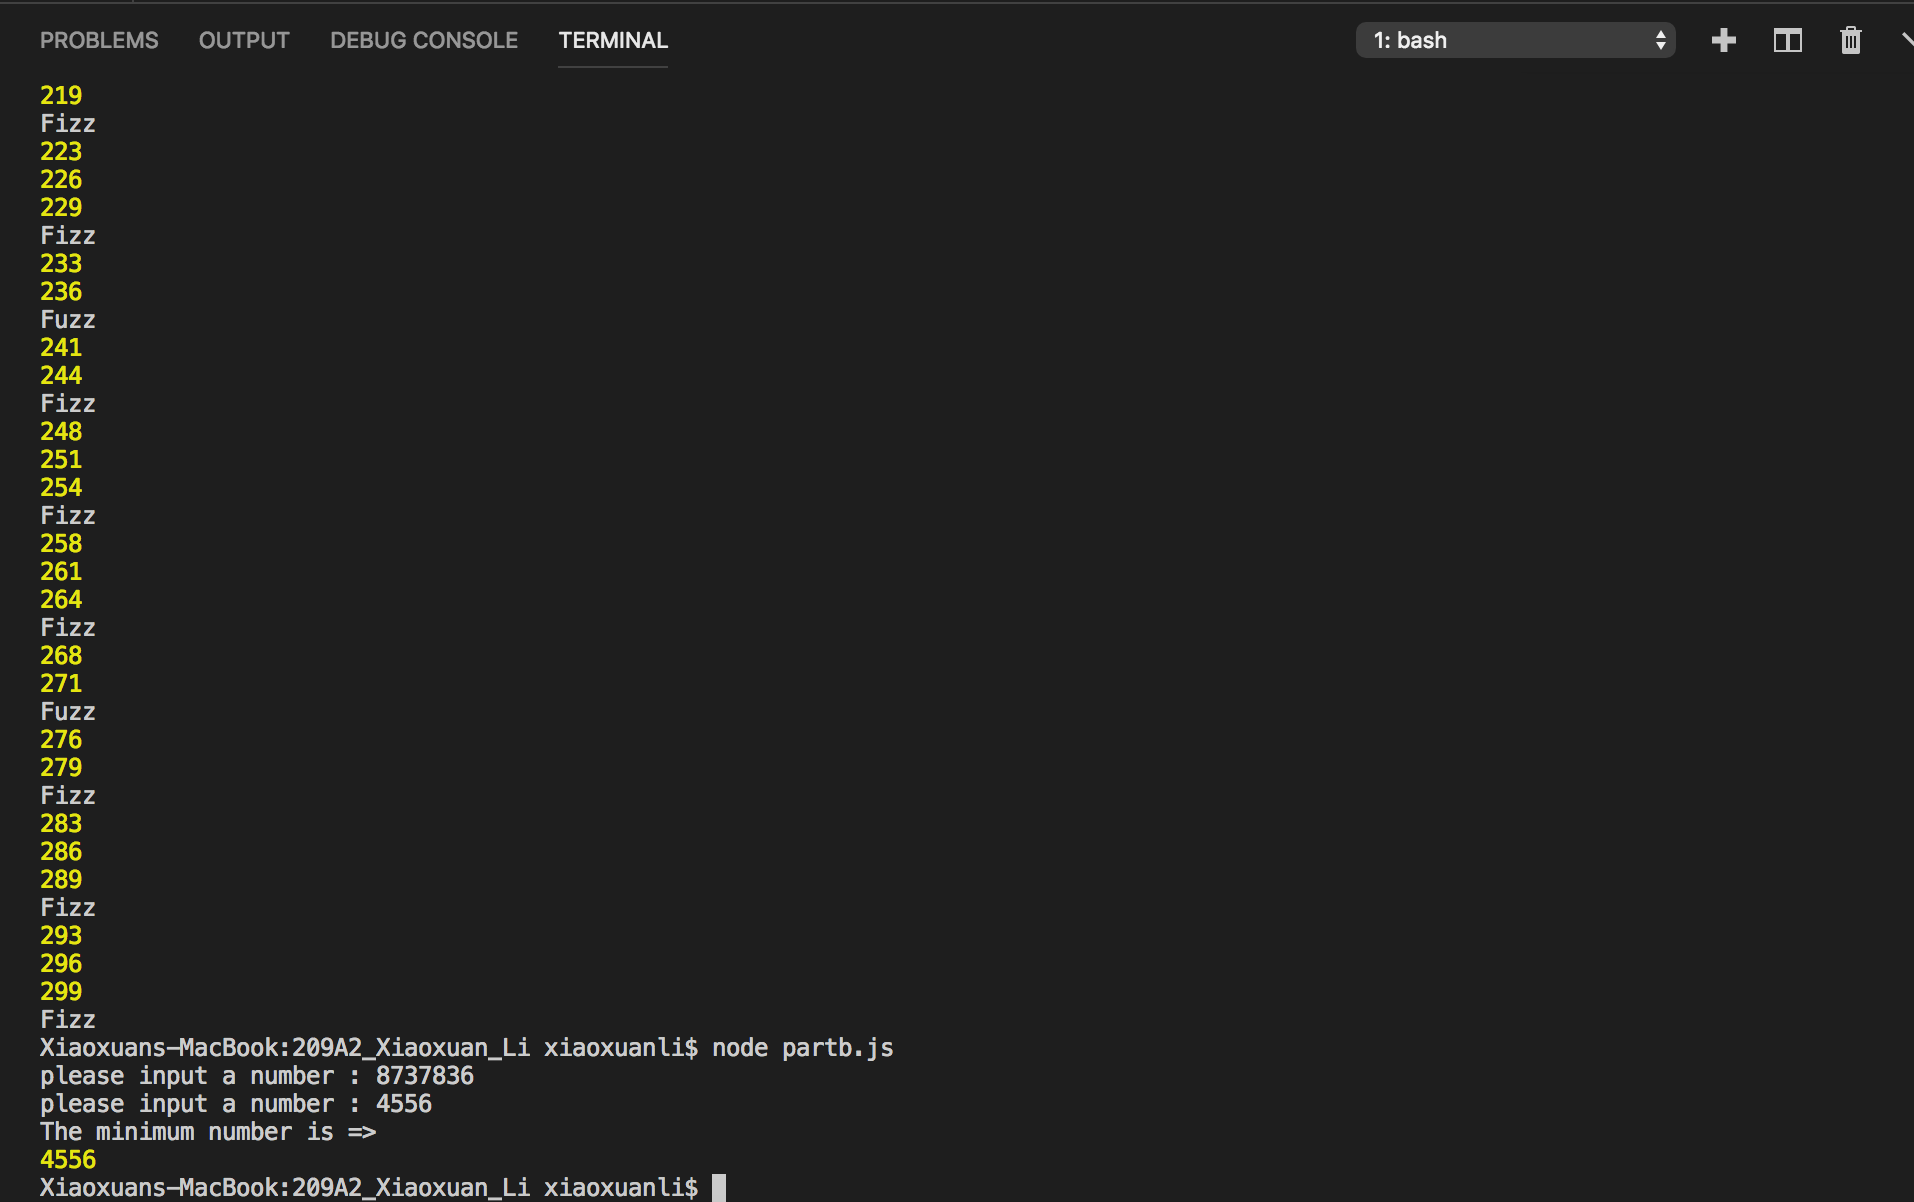 PROBLEMS OUTPUT DEBUG CONSOLE TERMINAL 1: bash
219
Fizz
223
226
229
Fizz
233
236
Fuzz
241
244
Fizz
248
251
254
Fizz
258
261
264
Fizz
268
271
Fuzz
276
279
Fizz
283
286
289
Fizz
293
296
299
Fizz
Xiaoxuans-MacBook:209A2_Xiaoxuan_Li xiaoxuanli$ node partb.js
please input a number : 8737836
please input a number : 4556
The minimum number is =>
4556
Xiaoxuans-MacBook:209A2_Xiaoxuan_Li xiaoxuanli$